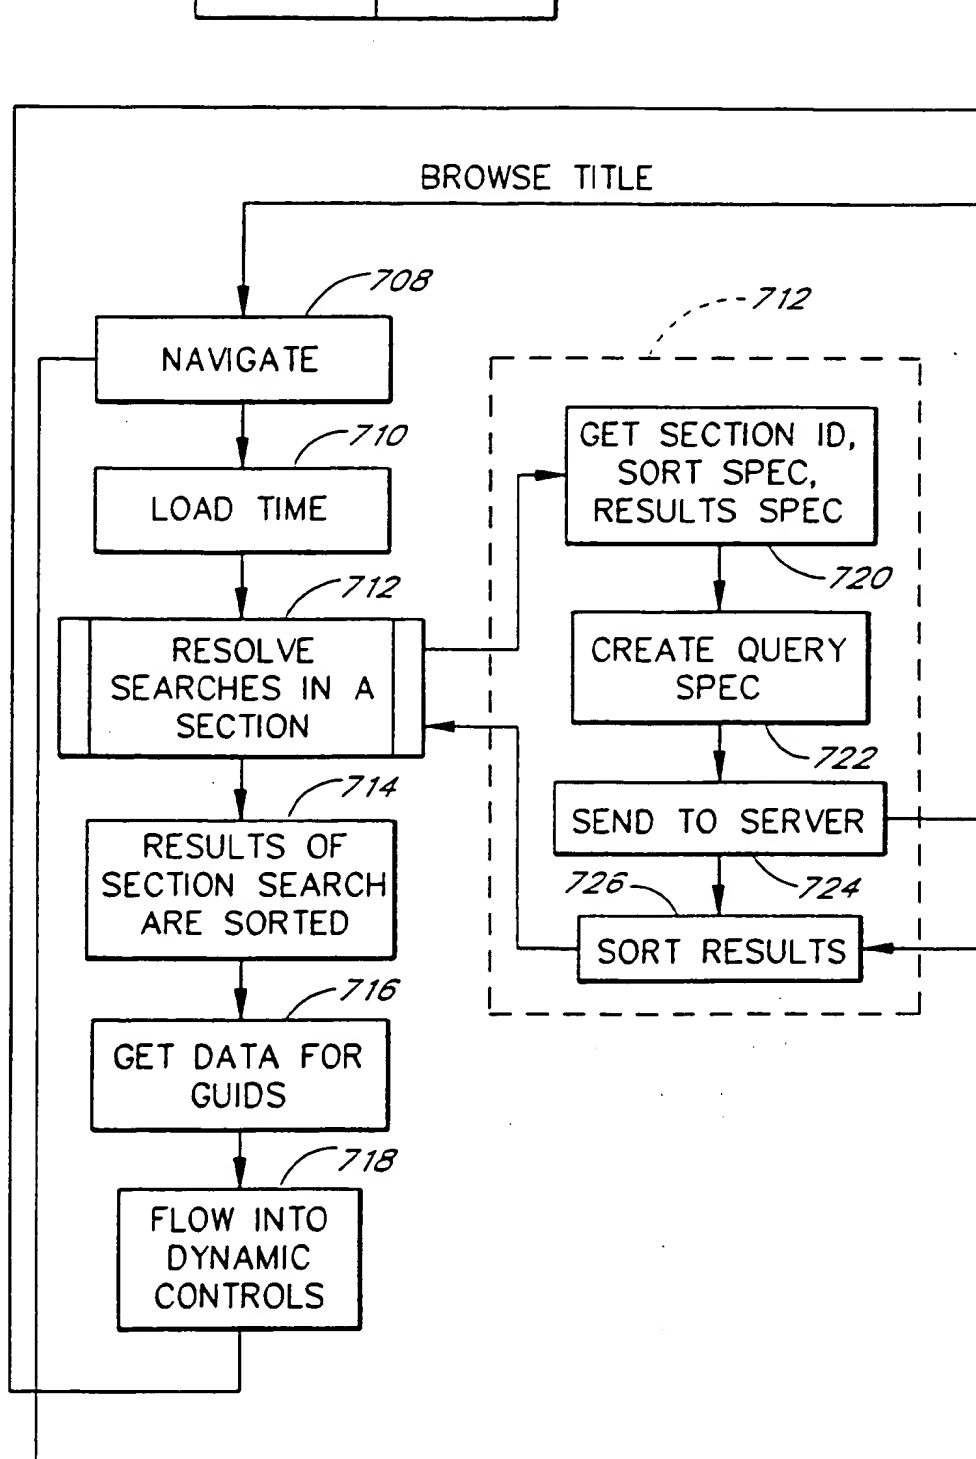 BROWSE TITLE
708
NAVIGATE
710
LOAD TIME
712
RESOLVE
SEARCHES IN A
SECTION
714
RESULTS OF
SECTION SEARCH
ARE SORTED
716
GET DATA FOR
GUIDS
718
FLOW INTO
DYNAMIC
CONTROLS
712
GET SECTION ID,
SORT SPEC,
RESULTS SPEC
720
CREATE QUERY
SPEC
722
SEND TO SERVER
724
726
SORT RESULTS